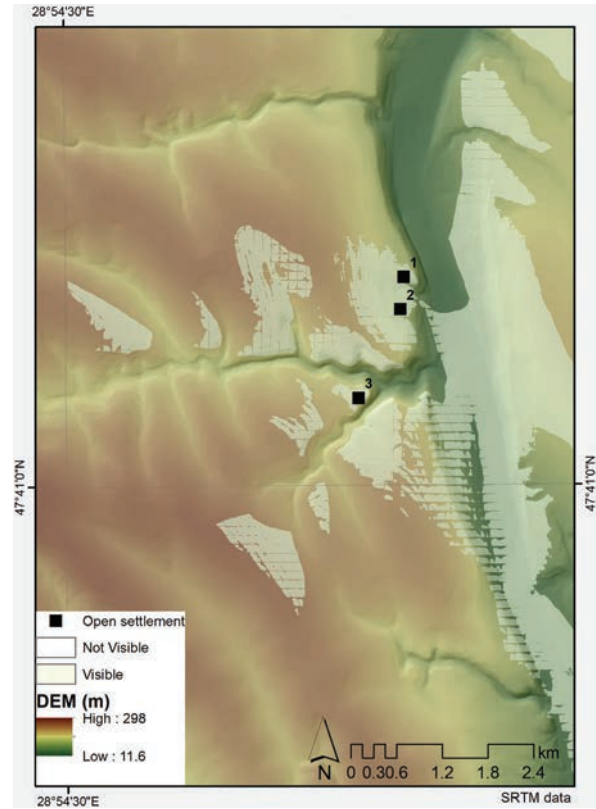 28°54'30"E
1
2
3
47°41'0"N
47°41'0"N
Open settlement
Not Visible
Visible
DEM (m)
High : 298
Low : 11.6
N
km
0 0.30.6 1.2 1.8 2.4
28°54'30"E
SRTM data